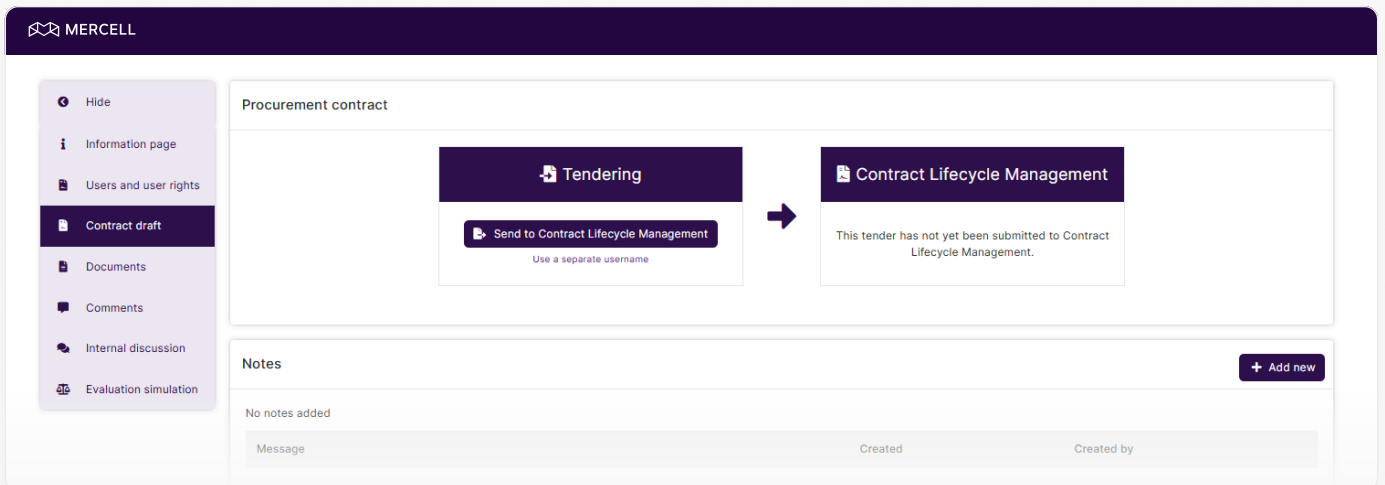 MERCELL
Hide
Information page
Users and user rights
Contract draft
Documents
Comments
Internal discussion
Evaluation simulation
Procurement contract
Tendering
Send to Contract Lifecycle Management
Use a separate username
Contract Lifecycle Management
This tender has not yet been submitted to Contract
Lifecycle Management.
Notes
Add new
No notes added
Message Created Created by